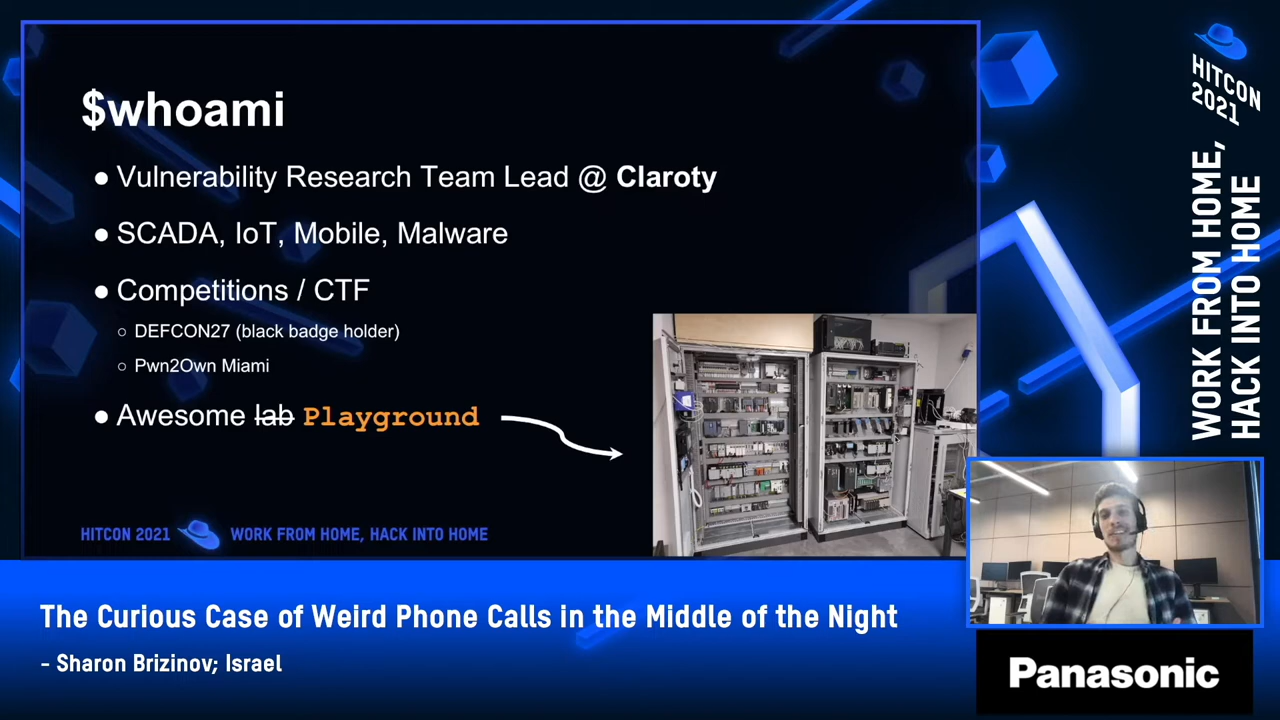 $whoami
● Vulnerability Research Team Lead @ Claroty
● SCADA, IoT, Mobile, Malware
● Competitions / CTF
○ DEFCON27 (black badge holder)
○ Pwn2Own Miami
● Awesome lab Playground
HITCON 2021 WORK FROM HOME, HACK INTO HOME
HITCON
2021
WORK FROM HOME,
HACK INTO HOME
The Curious Case of Weird Phone Calls in the Middle of the Night
- Sharon Brizinov; Israel
Panasonic